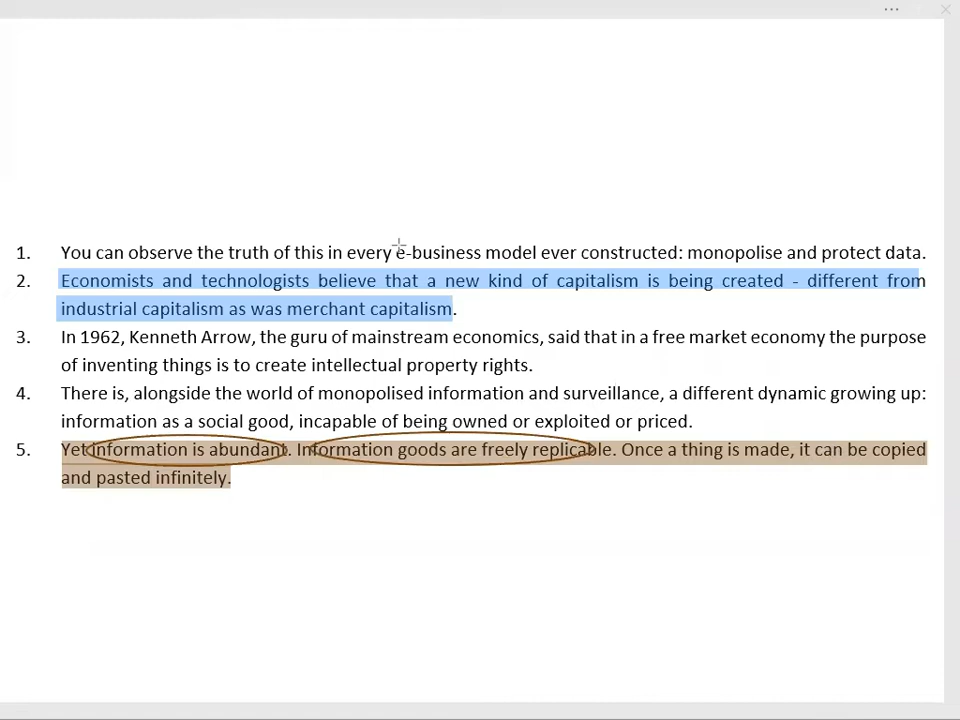 1. You can observe the truth of this in every e-business model ever constructed: monopolise and protect data.
2. Economists and technologists believe that a new kind of capitalism is being created - different from
industrial capitalism as was merchant capitalism.
3. In 1962, Kenneth Arrow, the guru of mainstream economics, said that in a free market economy the purpose
of inventing things is to create intellectual property rights.
4. There is, alongside the world of monopolised information and surveillance, a different dynamic growing up:
information as a social good, incapable of being owned or exploited or priced.
5. Yet information is abundant. Information goods are freely replicable. Once a thing is made, it can be copied
and pasted infinitely.